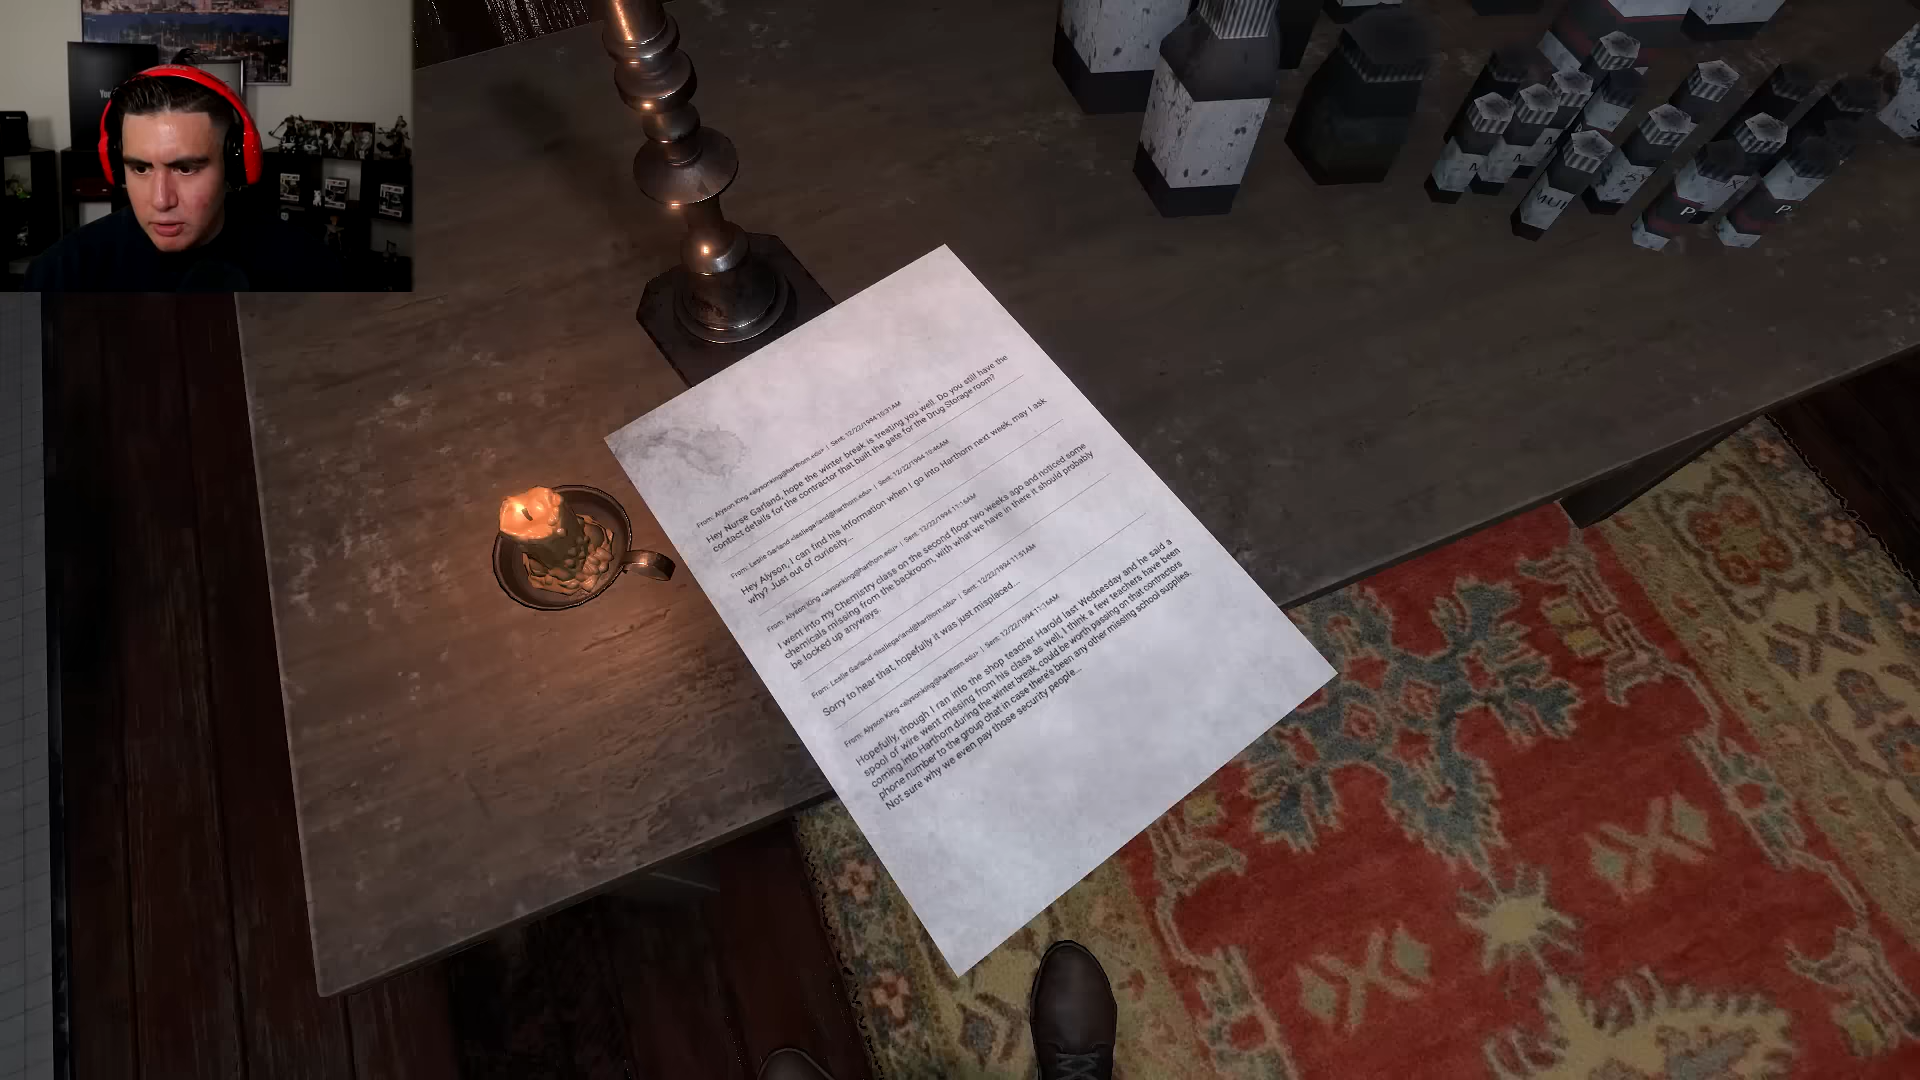 You
From: Alyson King <alysonking@harthorn.edu> | Sent: 12/22/1994 10:31AM
Hey Nurse Garland, hope the winter break is treating you well. Do you still have the
contact details for the contractor that built the gate for the Drug Storage room?
From: Leslie Garland <lesliegarland@harthorn.edu> | Sent: 12/22/1994 10:46AM
Hey Alyson, I can find his information when I go into Harthorn next week, may I ask
why? Just out of curiosity...
From: Alyson King <alysonking@harthorn.edu> | Sent: 12/22/1994 11:16AM
I went into my Chemistry class on the second floor two weeks ago and noticed some
chemicals missing from the backroom, with what we have in there it should probably
be locked up anyways.
From: Leslie Garland <lesliegarland@harthorn.edu> | Sent: 12/22/1994 11:51AM
Sorry to hear that, hopefully it was just misplaced...
From: Alyson King <alysonking@harthorn.edu> | Sent: 12/22/1994 11:16AM
Hopefully, though I ran into the shop teacher Harold last Wednesday and he said a
spool of wire went missing from his class as well, I think a few teachers have been
coming into Harthorn during the winter break, could be worth passing on that contractors
phone number to the group chat in case there's been any other missing school supplies.
Not sure why we even pay those security people...